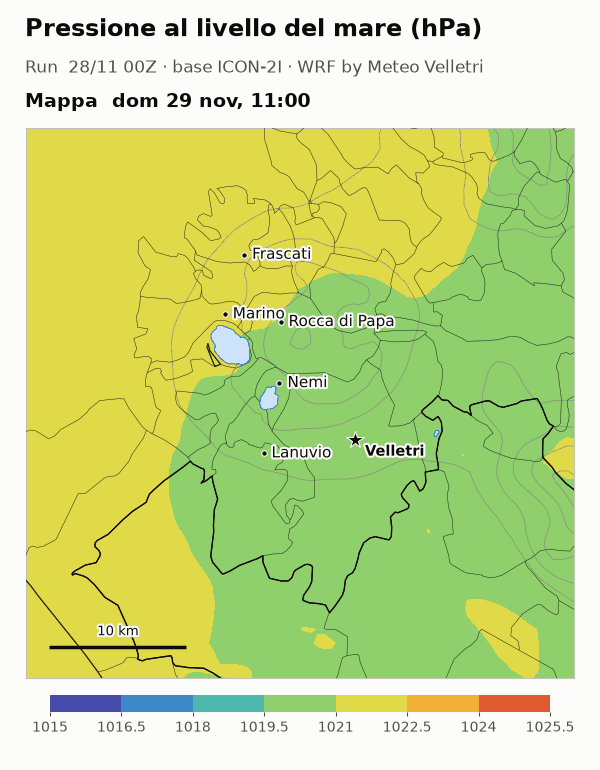 Pressione al livello del mare (hPa)
Run  28/11 00Z · base ICON-2I · WRF by Meteo Velletri
Mappa  dom 29 nov, 11:00
Frascati
Marino
Rocca di Papa
Nemi
Velletri
Lanuvio
10 km
1015 1016.5 1018 1019.5 1021 1022.5 1024 1025.5